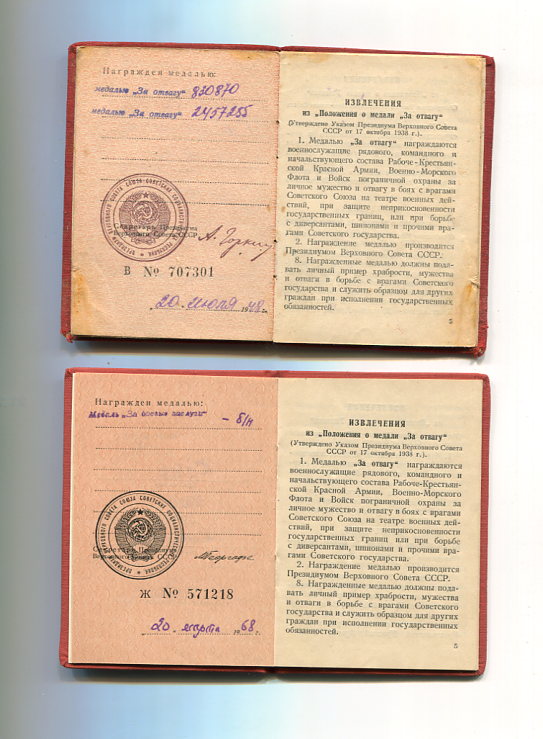 Награжден медалью:
медалью „За отвагу“ 830870
медалью „За отвагу“ 2457255
Секретарь Президиума
Верховного Совета СССР
А. Горкин
В № 707301
20 июля 1948 г.
ИЗВЛЕЧЕНИЯ
из „Положения о медали „За отвагу“
(Утверждено Указом Президиума Верховного Совета
СССР от 17 октября 1938 г.).
1. Медалью „За отвагу“ награждаются
военнослужащие рядового, командного и
начальствующего состава Рабоче-Крестьян-
ской Красной Армии, Военно-Морского
Флота и Войск пограничной охраны за
личное мужество и отвагу в боях с врагами
Советского Союза на театре военных дей-
ствий, при защите неприкосновенности
государственных границ, или при борьбе
с диверсантами, шпионами и прочими вра-
гами Советского государства.
2. Награждение медалью производится
Президиумом Верховного Совета СССР.
8. Награжденные медалью должны пода-
вать личный пример храбрости, мужества
и отваги в борьбе с врагами Советского
государства и служить образцом для других
граждан при исполнении государственных
обязанностей.
5
Награжден медалью:
Медаль „За боевые заслуги“ – б/н
Секретарь Президиума
Верховного Совета СССР
Ж № 571218
20 марта 1968 г.
ИЗВЛЕЧЕНИЯ
из „Положения о медали „За отвагу“
(Утверждено Указом Президиума Верховного Совета
СССР от 17 октября 1938 г.).
1. Медалью „За отвагу“ награждаются
военнослужащие рядового, командного и
начальствующего состава Рабоче-Крестьян-
ской Красной Армии, Военно-Морского
Флота и Войск пограничной охраны за
личное мужество и отвагу в боях с врагами
Советского Союза на театре военных дей-
ствий, при защите неприкосновенности
государственных границ или при борьбе
с диверсантами, шпионами и прочими вра-
гами Советского государства.
2. Награждение медалью производится
Президиумом Верховного Совета СССР.
8. Награжденные медалью должны пода-
вать личный пример храбрости, мужества
и отваги в борьбе с врагами Советского
государства и служить образцом для других
граждан при исполнении государственных
обязанностей.
5